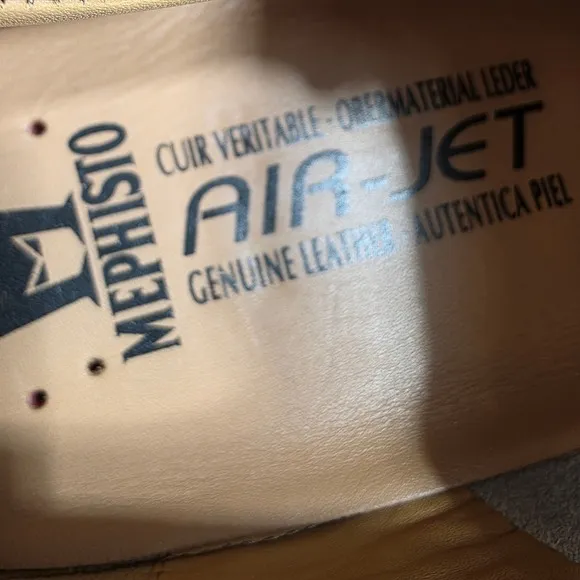 MEPHISTO
CUIR VERITABLE - OBERMATERIAL LEDER
AIR-JET
GENUINE LEATHER - AUTENTICA PIEL